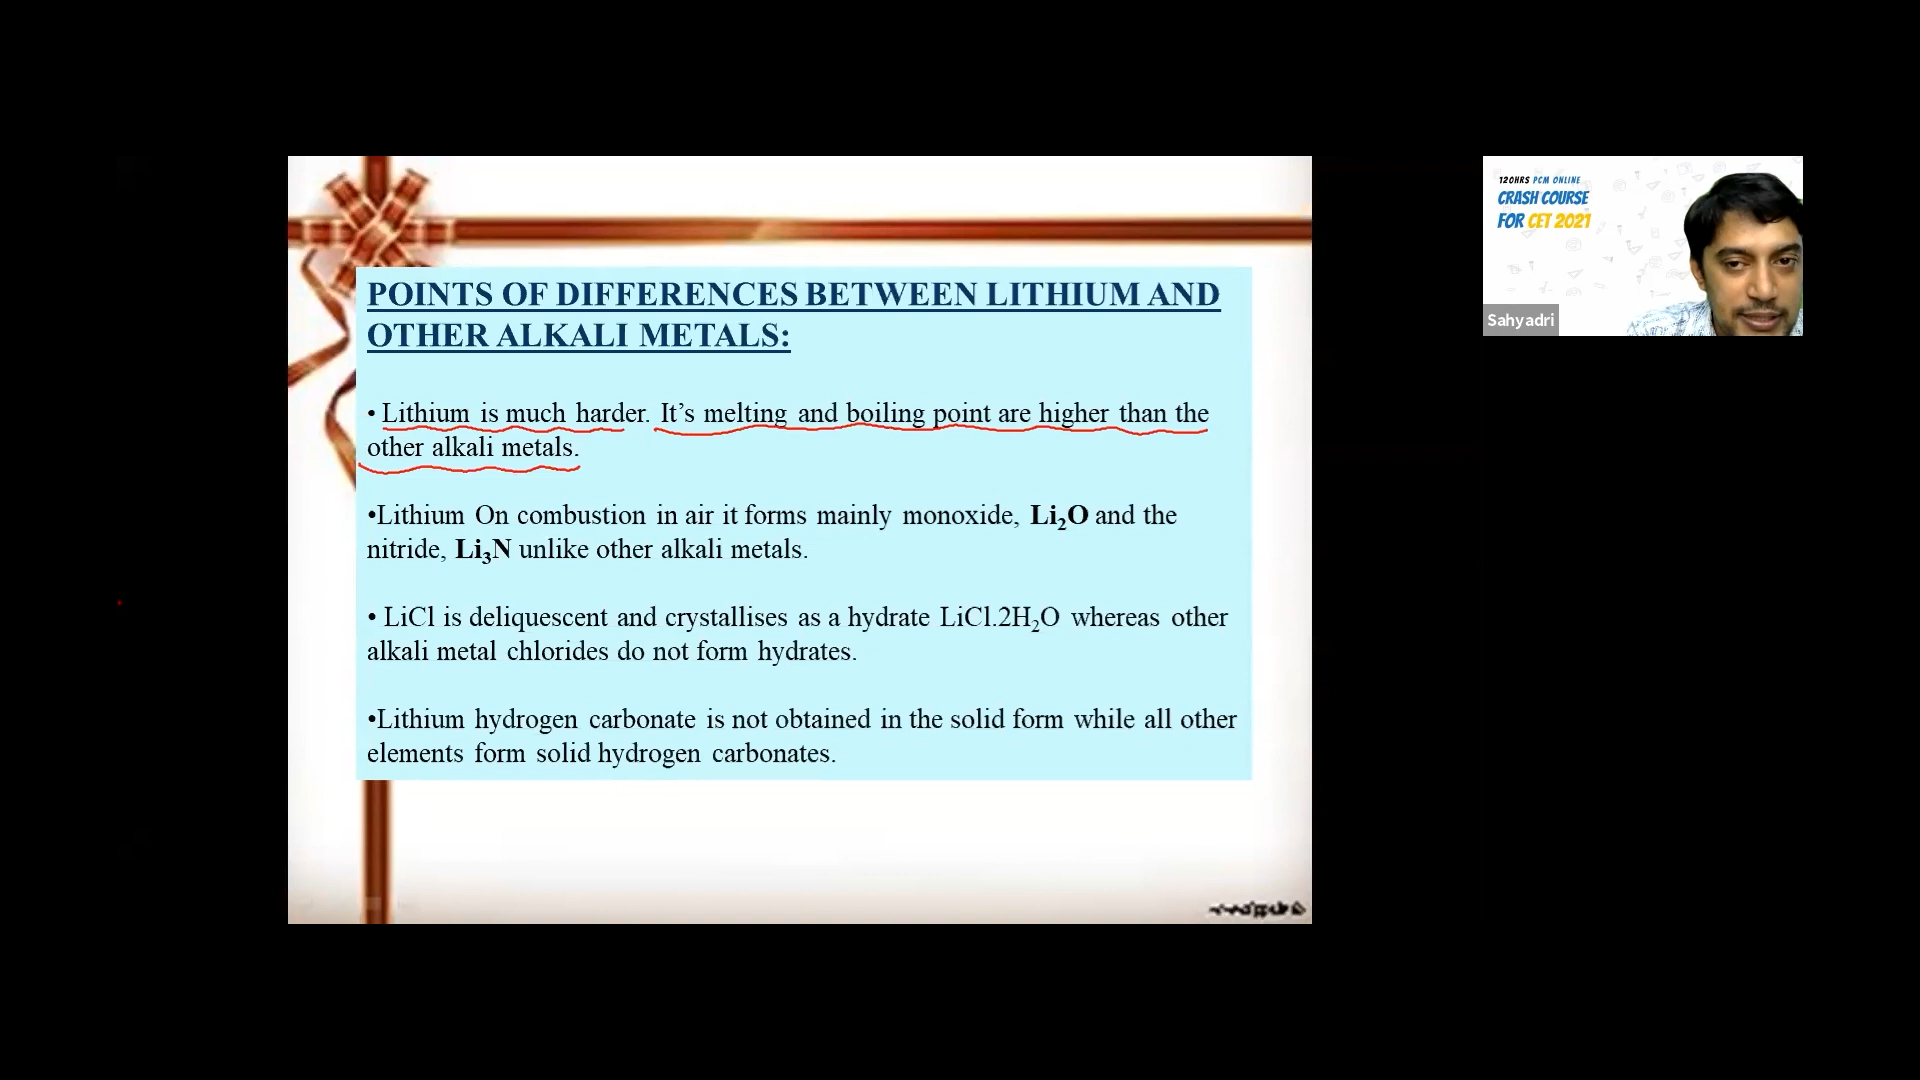 POINTS OF DIFFERENCES BETWEEN LITHIUM AND
OTHER ALKALI METALS:
• Lithium is much harder. It’s melting and boiling point are higher than the
other alkali metals.
•Lithium On combustion in air it forms mainly monoxide, Li₂O and the
nitride, Li₃N unlike other alkali metals.
• LiCl is deliquescent and crystallises as a hydrate LiCl.2H₂O whereas other
alkali metal chlorides do not form hydrates.
•Lithium hydrogen carbonate is not obtained in the solid form while all other
elements form solid hydrogen carbonates.
120HRS PCM ONLINE
CRASH COURSE
FOR CET 2021
Sahyadri